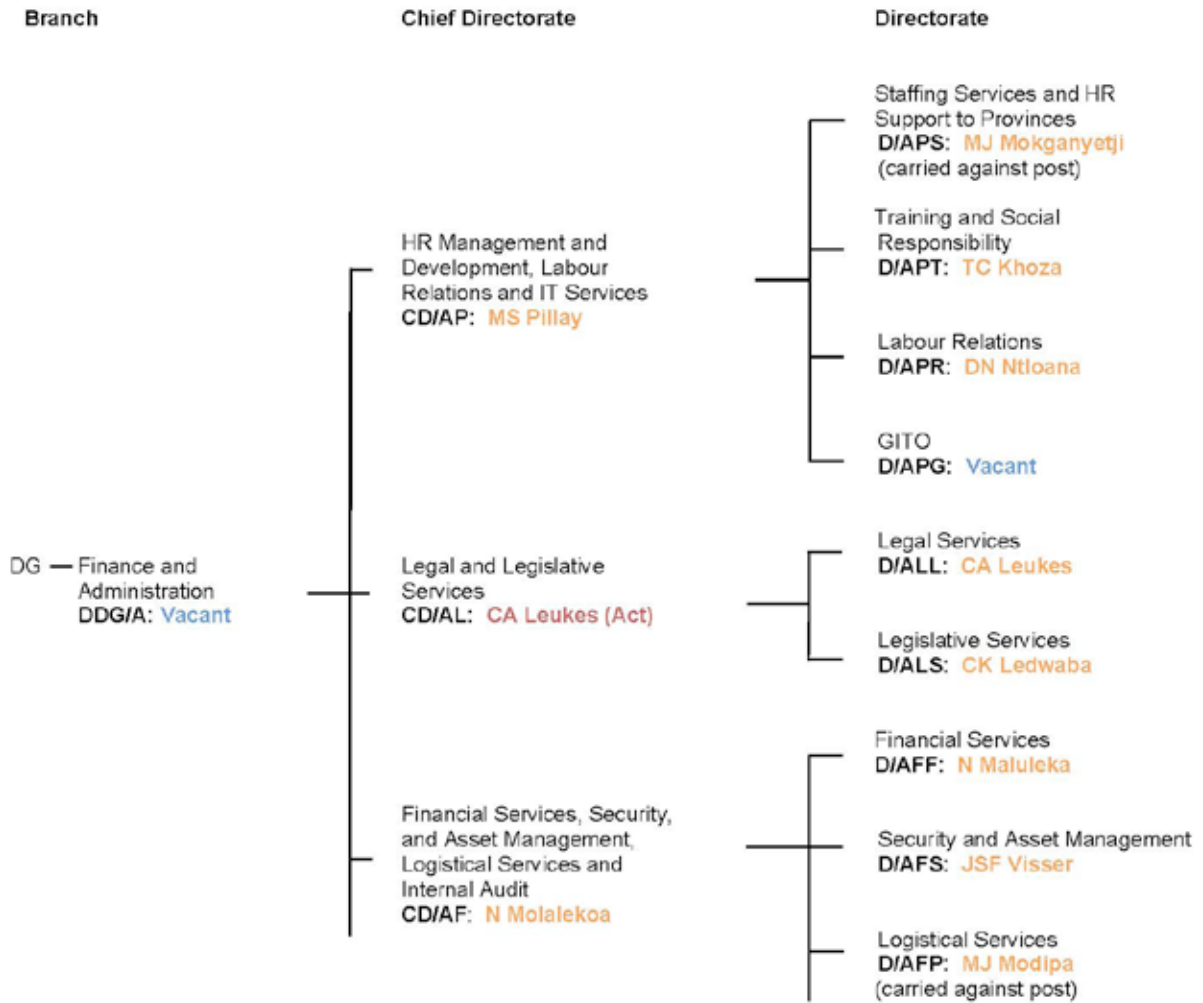 Branch
Chief Directorate
Directorate
DG
Finance and
Administration
DDG/A: Vacant
HR Management and
Development, Labour
Relations and IT Services
CD/AP: MS Pillay
Staffing Services and HR
Support to Provinces
D/APS: MJ Mokganyetji
(carried against post)
Training and Social
Responsibility
D/APT: TC Khoza
Labour Relations
D/APR: DN Ntloana
GITO
D/APG: Vacant
Legal and Legislative
Services
CD/AL: CA Leukes (Act)
Legal Services
D/ALL: CA Leukes
Legislative Services
D/ALS: CK Ledwaba
Financial Services, Security,
and Asset Management,
Logistical Services and
Internal Audit
CD/AF: N Molalekoa
Financial Services
D/AFF: N Maluleka
Security and Asset Management
D/AFS: JSF Visser
Logistical Services
D/AFP: MJ Modipa
(carried against post)